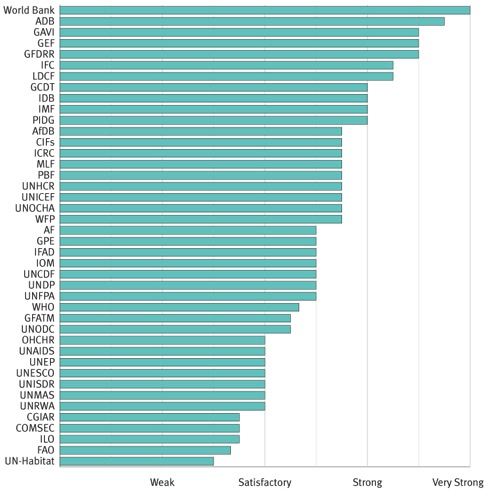 World Bank
ADB
GAVI
GEF
GFDRR
IFC
LDCF
GCDT
IDB
IMF
PIDG
AfDB
CIFs
ICRC
MLF
PBF
UNHCR
UNICEF
UNOCHA
WFP
AF
GPE
IFAD
IOM
UNCDF
UNDP
UNFPA
WHO
GFATM
UNODC
OHCHR
UNAIDS
UNEP
UNESCO
UNISDR
UNMAS
UNRWA
CGIAR
COMSEC
ILO
FAO
UN-Habitat
Weak Satisfactory Strong Very Strong